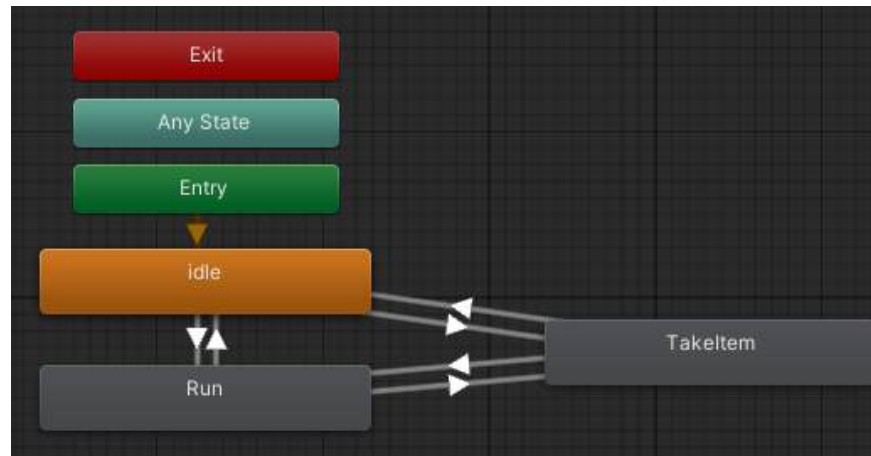 Exit
Any State
Entry
idle
TakeItem
Run